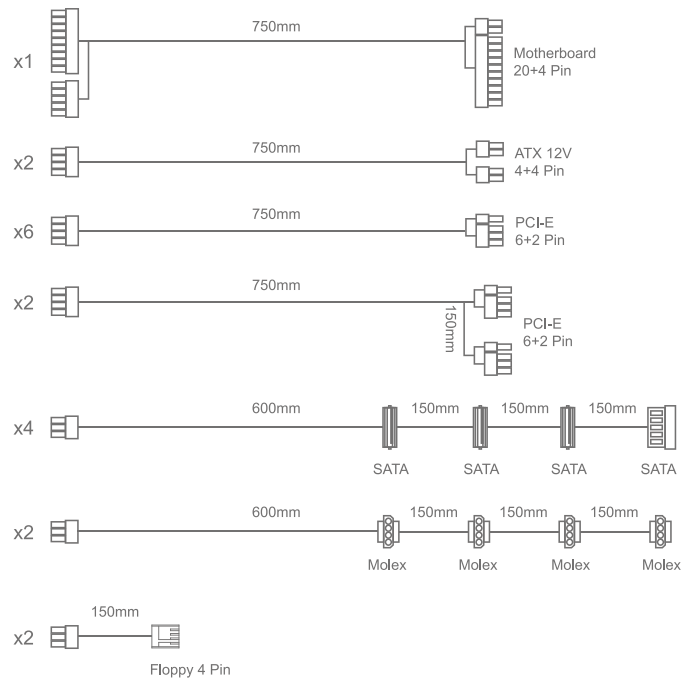 750mm
x1
Motherboard
20+4 Pin
750mm
x2
ATX 12V
4+4 Pin
750mm
x6
PCI-E
6+2 Pin
750mm
x2
150mm
PCI-E
6+2 Pin
600mm 150mm 150mm 150mm
x4
SATA SATA SATA SATA
600mm 150mm 150mm 150mm
x2
Molex Molex Molex Molex
150mm
x2
Floppy 4 Pin